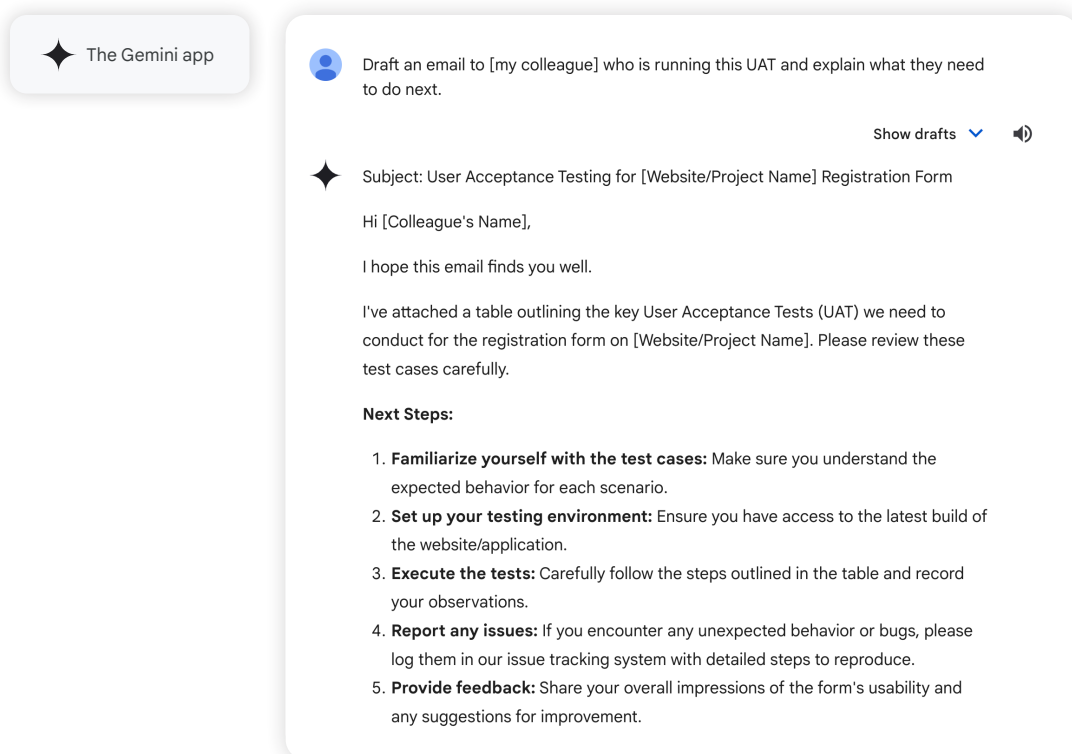 The Gemini app
Draft an email to [my colleague] who is running this UAT and explain what they need
to do next.
Show drafts
Subject: User Acceptance Testing for [Website/Project Name] Registration Form
Hi [Colleague's Name],
I hope this email finds you well.
I've attached a table outlining the key User Acceptance Tests (UAT) we need to
conduct for the registration form on [Website/Project Name]. Please review these
test cases carefully.
Next Steps:
1. Familiarize yourself with the test cases: Make sure you understand the
expected behavior for each scenario.
2. Set up your testing environment: Ensure you have access to the latest build of
the website/application.
3. Execute the tests: Carefully follow the steps outlined in the table and record
your observations.
4. Report any issues: If you encounter any unexpected behavior or bugs, please
log them in our issue tracking system with detailed steps to reproduce.
5. Provide feedback: Share your overall impressions of the form's usability and
any suggestions for improvement.